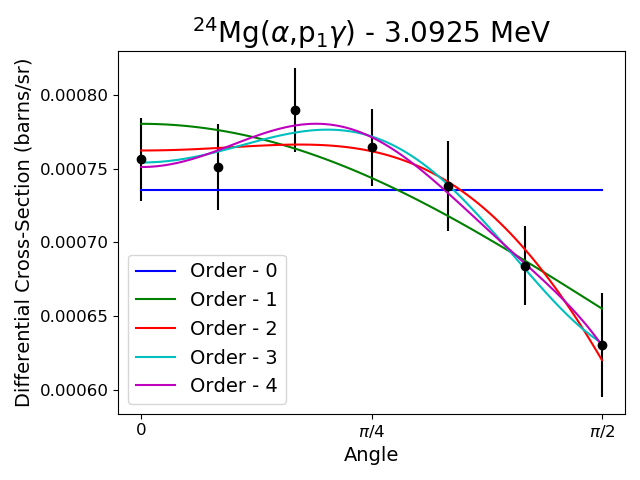 ²⁴Mg(α,p₁γ) - 3.0925 MeV
Differential Cross-Section (barns/sr)
0.00080
0.00075
0.00070
0.00065
0.00060
Order - 0
Order - 1
Order - 2
Order - 3
Order - 4
0 π/4 π/2
Angle